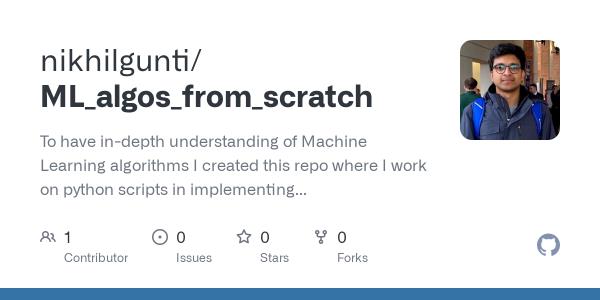 nikhilgunti/
ML_algos_from_scratch
To have in-depth understanding of Machine
Learning algorithms I created this repo where I work
on python scripts in implementing...
1 0 0 0
Contributor Issues Stars Forks